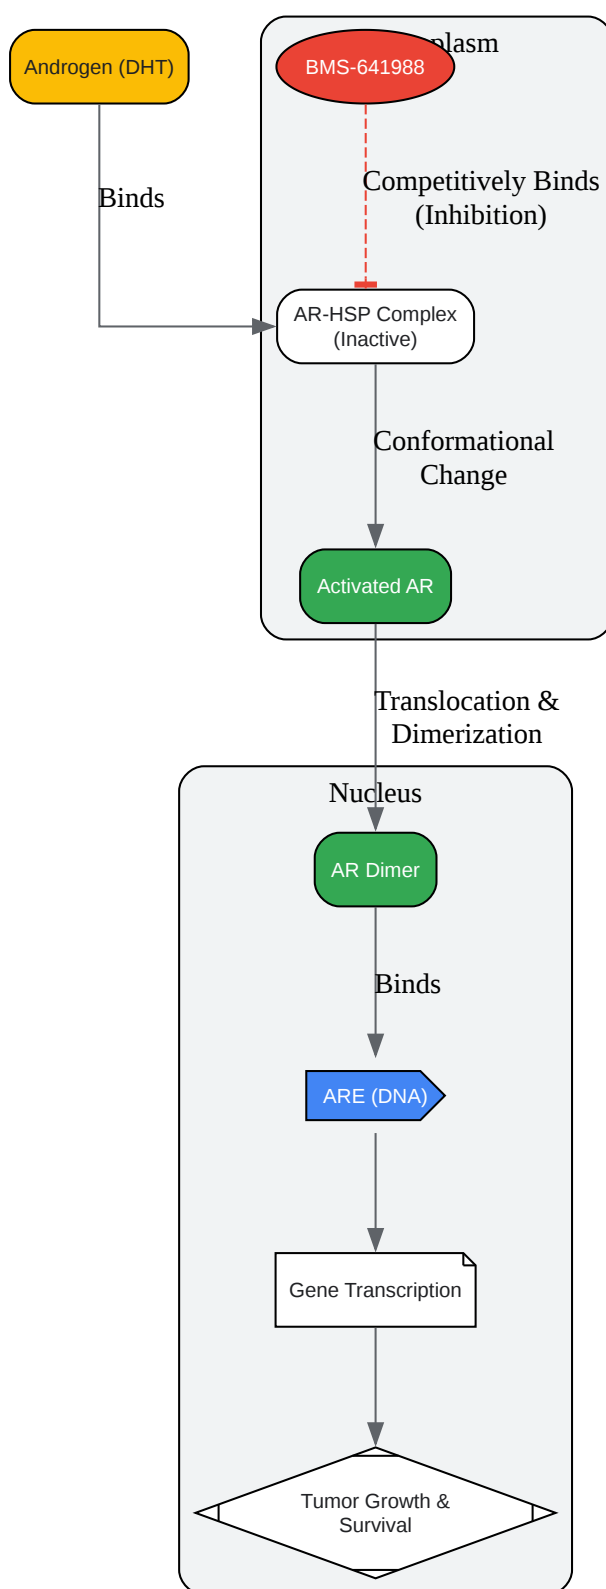 Androgen (DHT)
plasm
BMS-641988
Binds
Competitively Binds
(Inhibition)
AR-HSP Complex
(Inactive)
Conformational
Change
Activated AR
Translocation &
Dimerization
Nucleus
AR Dimer
Binds
ARE (DNA)
Gene Transcription
Tumor Growth &
Survival